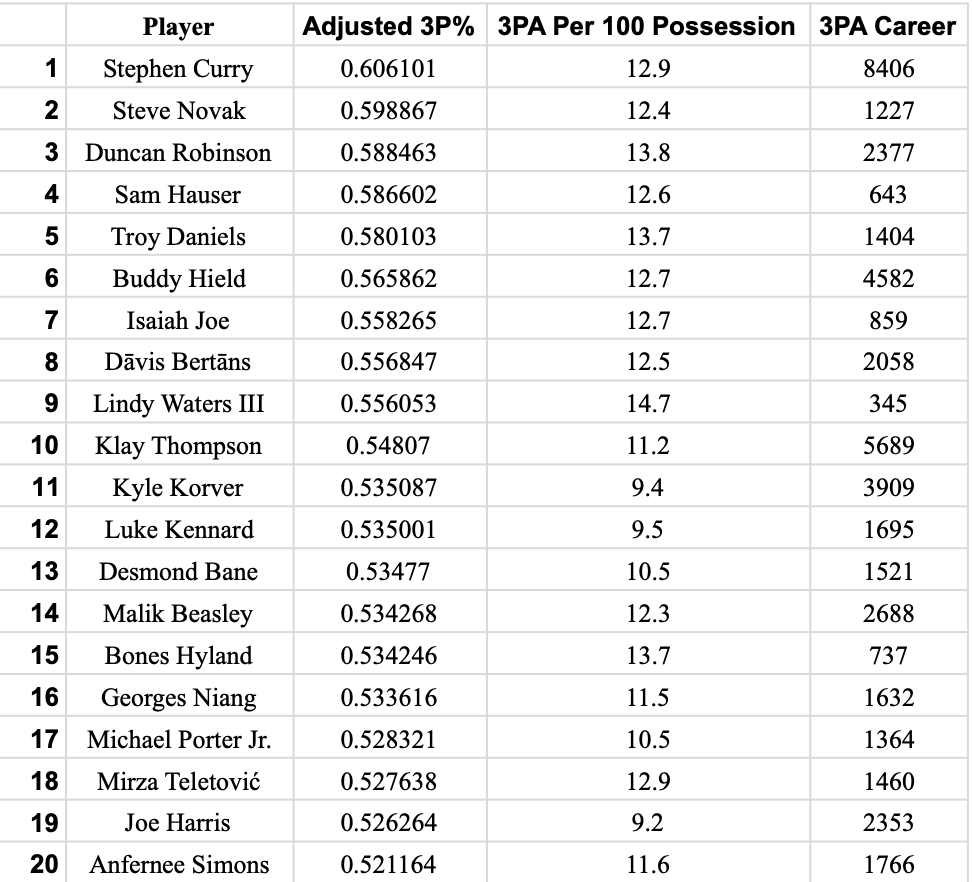 Player Adjusted 3P% 3PA Per 100 Possession 3PA Career
1 Stephen Curry 0.606101 12.9 8406
2 Steve Novak 0.598867 12.4 1227
3 Duncan Robinson 0.588463 13.8 2377
4 Sam Hauser 0.586602 12.6 643
5 Troy Daniels 0.580103 13.7 1404
6 Buddy Hield 0.565862 12.7 4582
7 Isaiah Joe 0.558265 12.7 859
8 Dāvis Bertāns 0.556847 12.5 2058
9 Lindy Waters III 0.556053 14.7 345
10 Klay Thompson 0.54807 11.2 5689
11 Kyle Korver 0.535087 9.4 3909
12 Luke Kennard 0.535001 9.5 1695
13 Desmond Bane 0.53477 10.5 1521
14 Malik Beasley 0.534268 12.3 2688
15 Bones Hyland 0.534246 13.7 737
16 Georges Niang 0.533616 11.5 1632
17 Michael Porter Jr. 0.528321 10.5 1364
18 Mirza Teletović 0.527638 12.9 1460
19 Joe Harris 0.526264 9.2 2353
20 Anfernee Simons 0.521164 11.6 1766